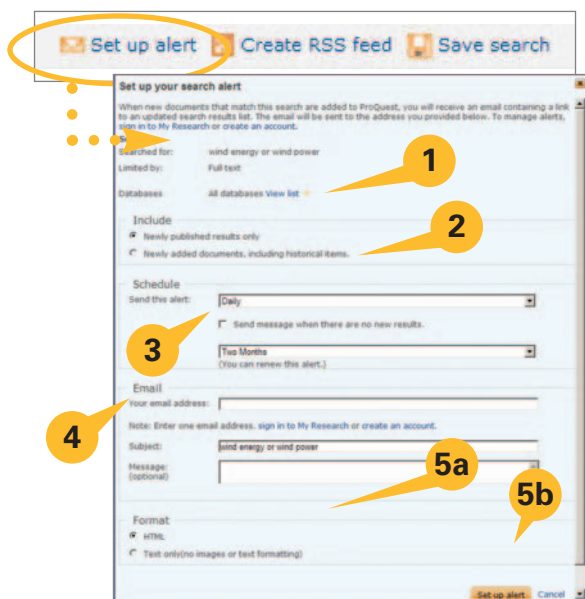 Set up alert Create RSS feed Save search
Set up your search alert
When new documents that match this search are added to ProQuest, you will receive an email containing a link
to an updated search results list. The email will be sent to the address you provided below. To manage alerts,
sign in to My Research or create an account.
Searched for: wind energy or wind power
1
Limited by: Full text
Databases All databases View list
2
Include
Newly published results only
Newly added documents, including historical items.
Schedule
Send this alert: Daily
Send message when there are no new results.
3
Two Months
(You can renew this alert.)
Email
Your email address:
4
Note: Enter one email address. sign in to My Research or create an account.
Subject: wind energy or wind power
5a
Message:
(optional)
5b
Format
HTML
Text only(no images or text formatting)
Set up alert Cancel